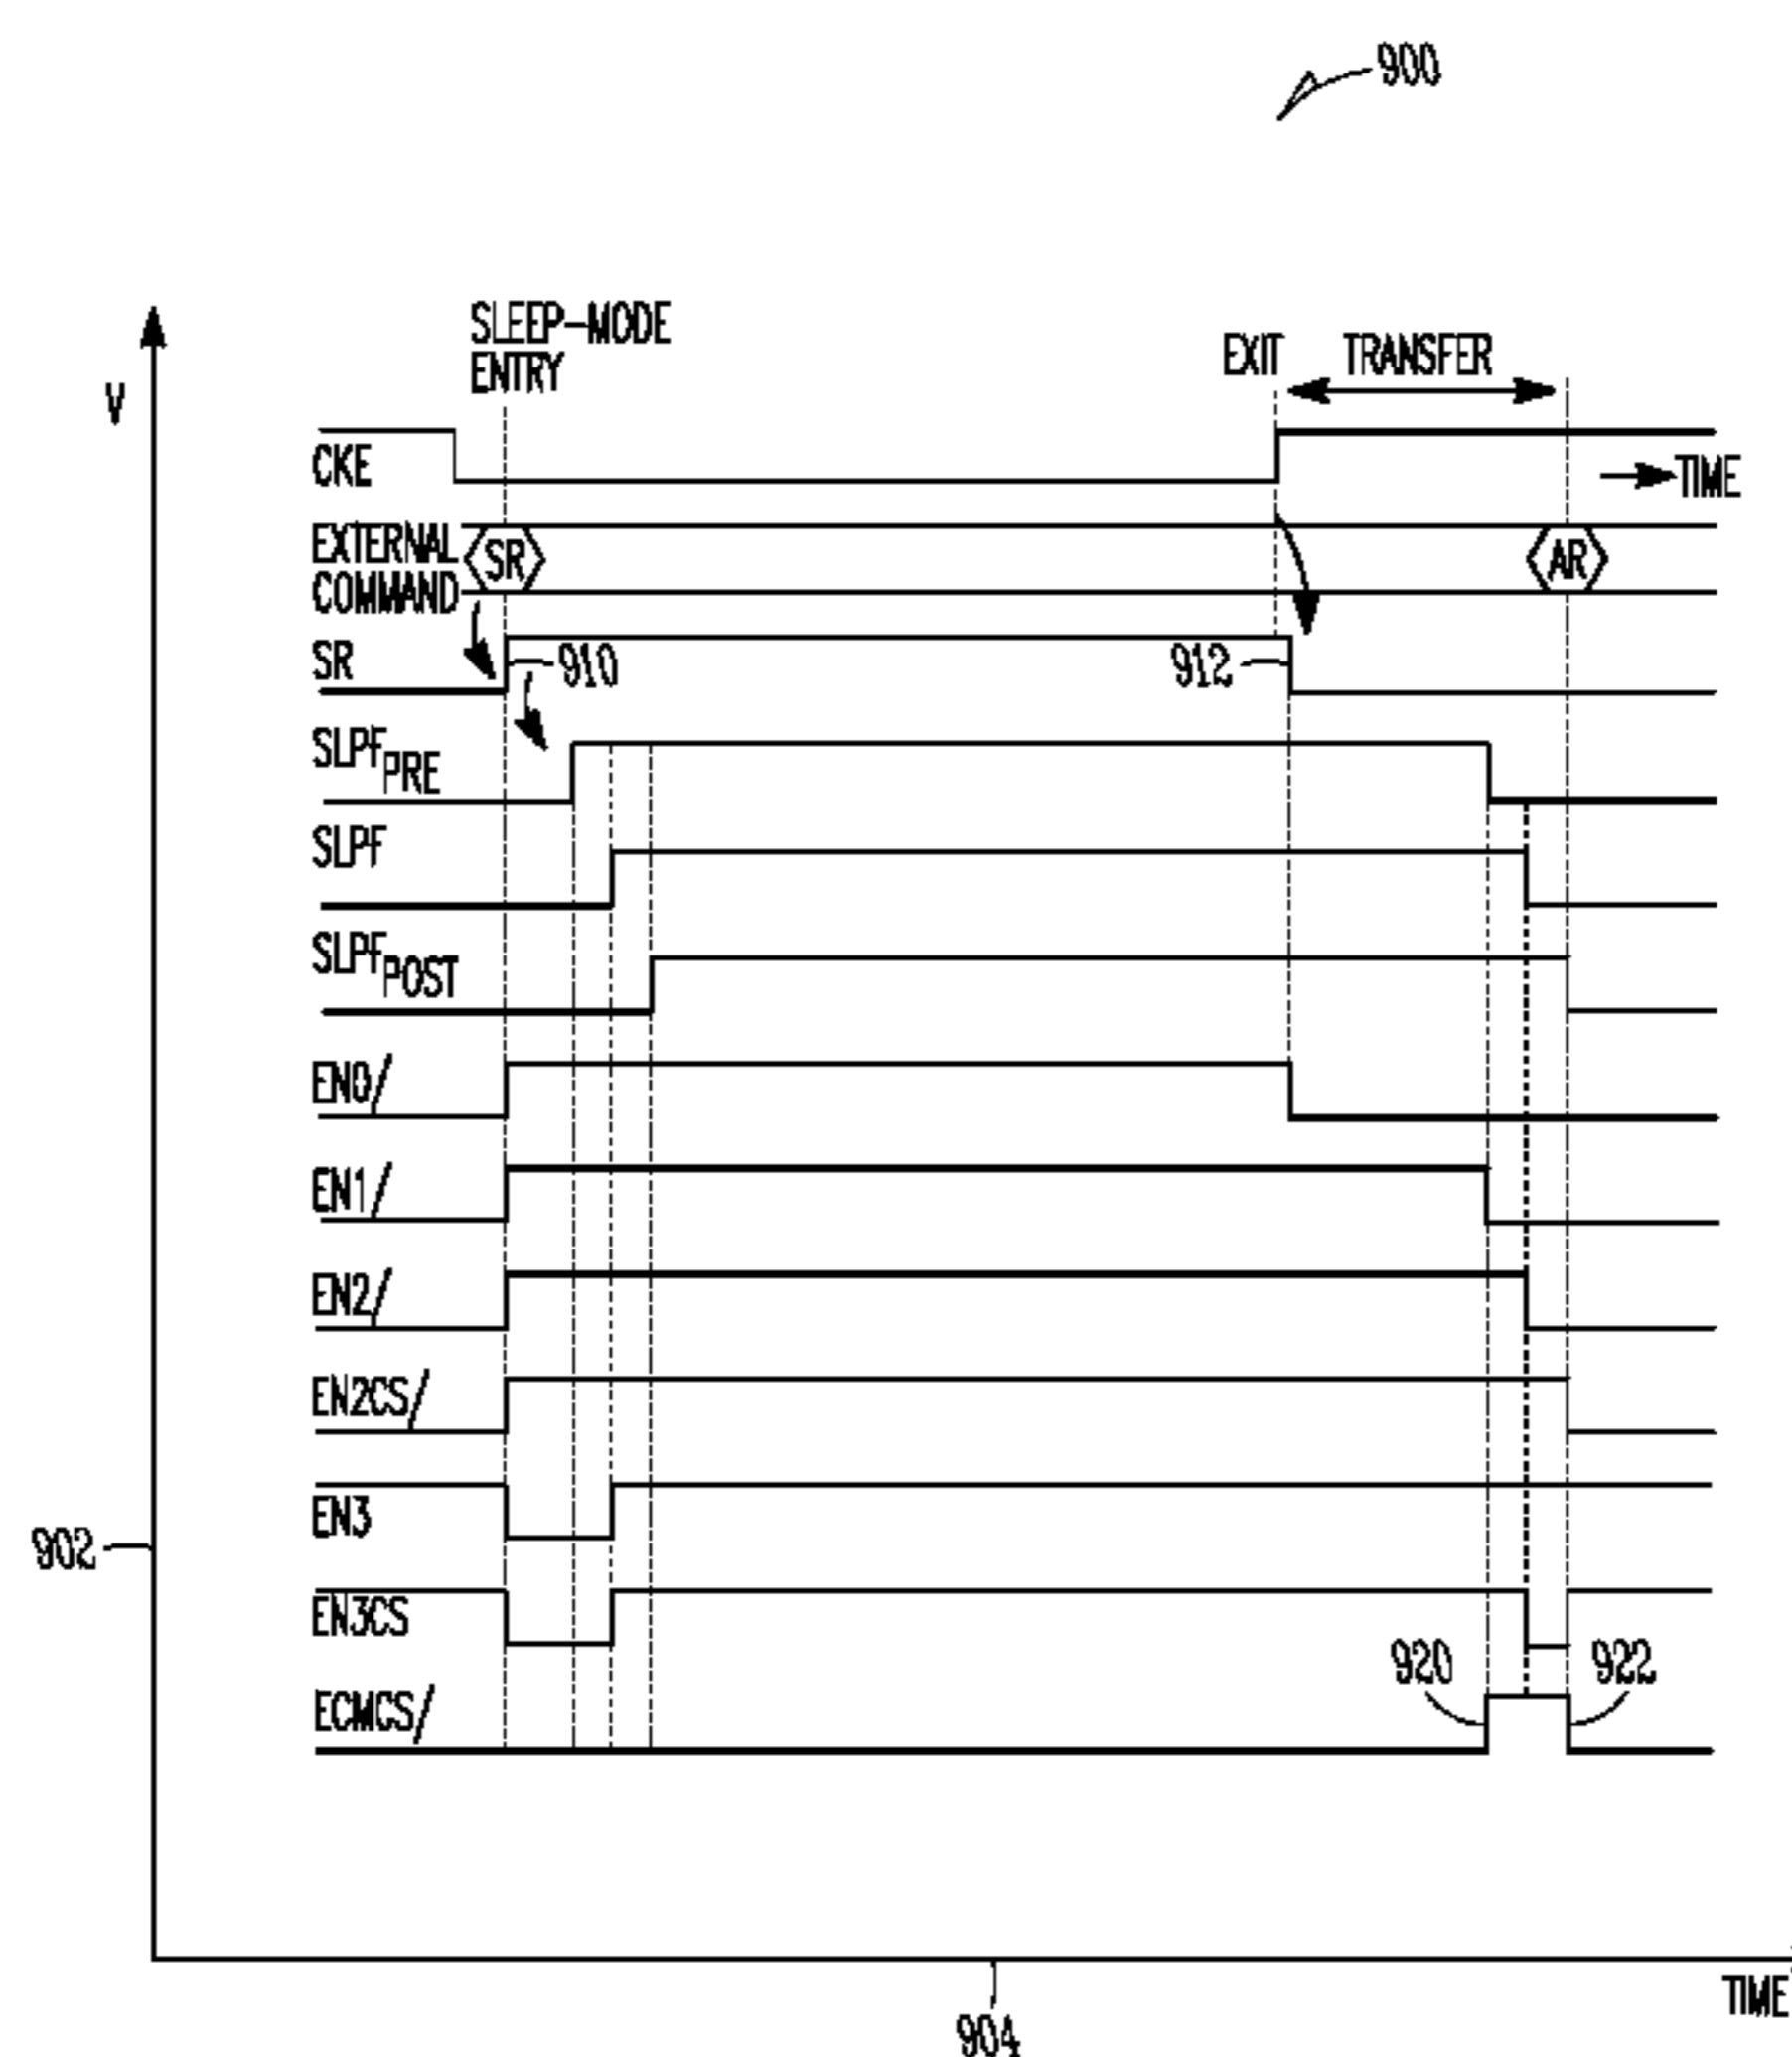 900
SLEEP-MODE
ENTRY
EXIT
TRANSFER
V
CKE
TIME
EXTERNAL
COMMAND
SR
AR
SR
910
912
SLPFPRE
SLPF
SLPFPOST
EN0/
EN1/
EN2/
EN2CS/
EN3
902
EN3CS
920
922
ECMCS/
TIME
904